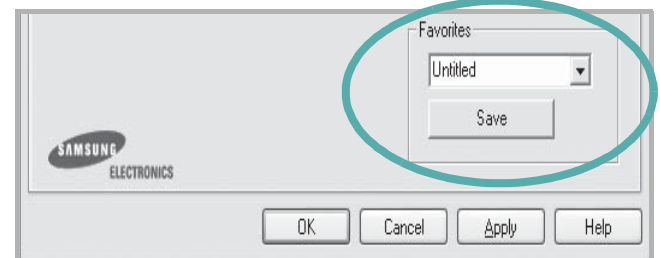 Favorites
Untitled
Save
SAMSUNG
ELECTRONICS
OK Cancel Apply Help